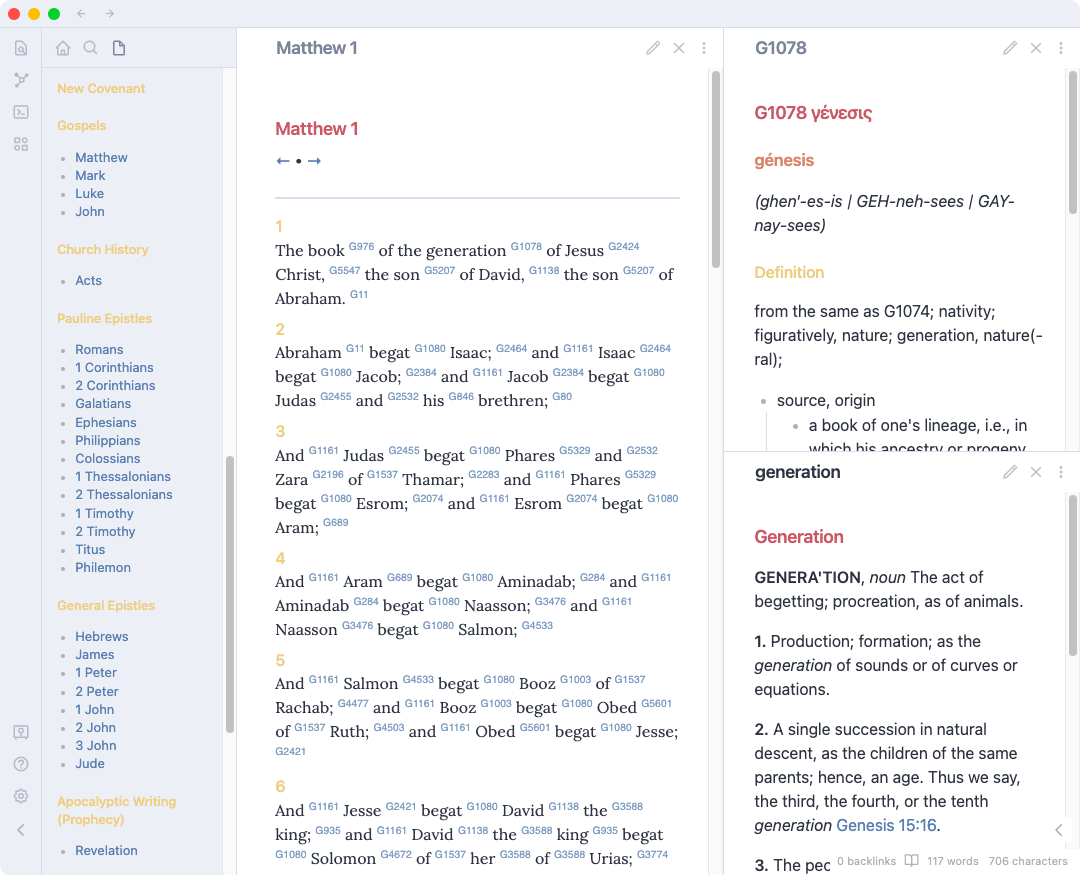 New Covenant
Gospels
Matthew
Mark
Luke
John
Church History
Acts
Pauline Epistles
Romans
1 Corinthians
2 Corinthians
Galatians
Ephesians
Philippians
Colossians
1 Thessalonians
2 Thessalonians
1 Timothy
2 Timothy
Titus
Philemon
General Epistles
Hebrews
James
1 Peter
2 Peter
1 John
2 John
3 John
Jude
Apocalyptic Writing
(Prophecy)
Revelation
Matthew 1
Matthew 1
← • →
1
The book G976 of the generation G1078 of Jesus G2424
Christ, G5547 the son G5207 of David, G1138 the son G5207 of
Abraham. G11
2
Abraham G11 begat G1080 Isaac; G2464 and G1161 Isaac G2464
begat G1080 Jacob; G2384 and G1161 Jacob G2384 begat G1080
Judas G2455 and G2532 his G846 brethren; G80
3
And G1161 Judas G2455 begat G1080 Phares G5329 and G2532
Zara G2196 of G1537 Thamar; G2283 and G1161 Phares G5329
begat G1080 Esrom; G2074 and G1161 Esrom G2074 begat G1080
Aram; G689
4
And G1161 Aram G689 begat G1080 Aminadab; G284 and G1161
Aminadab G284 begat G1080 Naasson; G3476 and G1161
Naasson G3476 begat G1080 Salmon; G4533
5
And G1161 Salmon G4533 begat G1080 Booz G1003 of G1537
Rachab; G4477 and G1161 Booz G1003 begat G1080 Obed G5601
of G1537 Ruth; G4503 and G1161 Obed G5601 begat G1080 Jesse;
G2421
6
And G1161 Jesse G2421 begat G1080 David G1138 the G3588
king; G935 and G1161 David G1138 the G3588 king G935 begat
G1080 Solomon G4672 of G1537 her G3588 of G3588 Urias; G3774
G1078
G1078 γένεσις
génesis
(ghen'-es-is | GEH-neh-sees | GAY-
nay-sees)
Definition
from the same as G1074; nativity;
figuratively, nature; generation, nature(-
ral);
source, origin
a book of one's lineage, i.e., in
which his ancestry or progeny
generation
Generation
GENERA'TION, noun The act of
begetting; procreation, as of animals.
1. Production; formation; as the
generation of sounds or of curves or
equations.
2. A single succession in natural
descent, as the children of the same
parents; hence, an age. Thus we say,
the third, the fourth, or the tenth
generation Genesis 15:16.
3. The
0 backlinks 117 words 706 characters